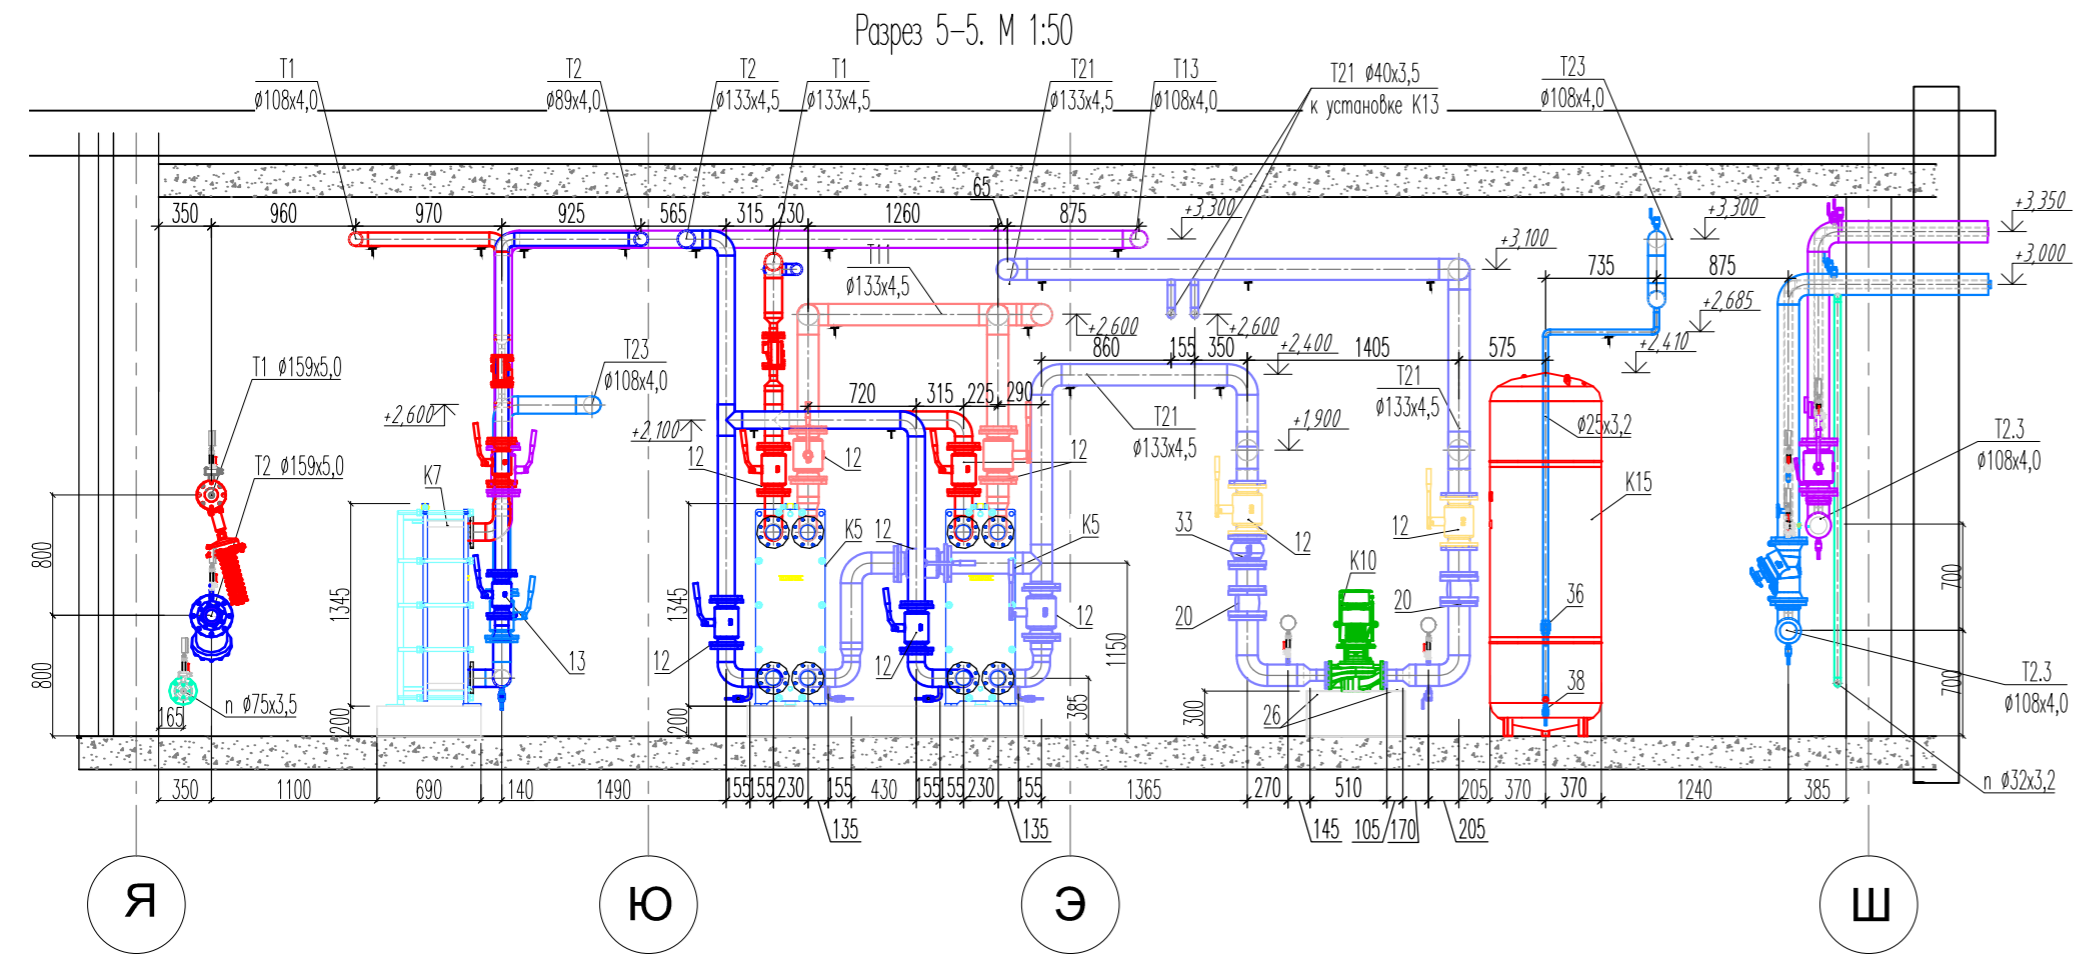 Разрез 5-5. М 1:50
Т1
ø108х4,0
Т2
ø89х4,0
Т2
ø133х4,5
Т1
ø133х4,5
Т21
ø133х4,5
Т13
ø108х4,0
Т21 ø40х3,5
к установке К13
Т23
ø108х4,0
65
350 960 970 925 565 315 230 1260 875
+3,300
+3,300
+3,350
+3,100
+3,000
Т11
ø133х4,5
735 875
+2,685
+2,600
+2,600
+2,410
+2,400
860 155 350 1405 575
Т1 ø159х5,0
Т23
ø108х4,0
+2,600
720 315 225 290
Т21
ø133х4,5
Т21
ø133х4,5
+2,100
+1,900
ø25х3,2
Т2 ø159х5,0
К7
12 12 12
Т2.3
ø108х4,0
К15
К5
12
К5
33
12
12
К10
800
1345
1345
20
20
36
700
12
13
12
12
1150
800
200
200
385
300
26
38
700
Т2.3
ø108х4,0
n ø75х3,5
165
n ø32х3,2
350 1100 690 140 1490 155 155 230 155 430 155 155 230 155 1365 270 510 205 370 370 1240 385
135 135 145 105 170 205
Я Ю Э Ш